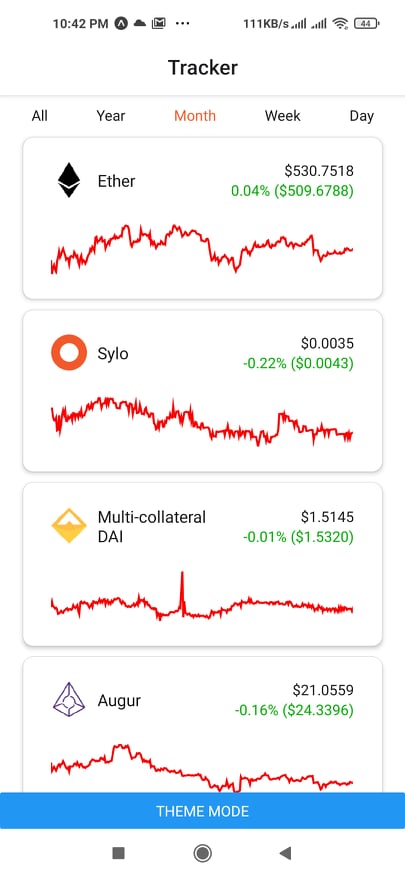 10:42 PM 111KB/s 44
Tracker
All Year Month Week Day
Ether
$530.7518
0.04% ($509.6788)
Sylo
$0.0035
-0.22% ($0.0043)
Multi-collateral
DAI
$1.5145
-0.01% ($1.5320)
Augur
$21.0559
-0.16% ($24.3396)
THEME MODE